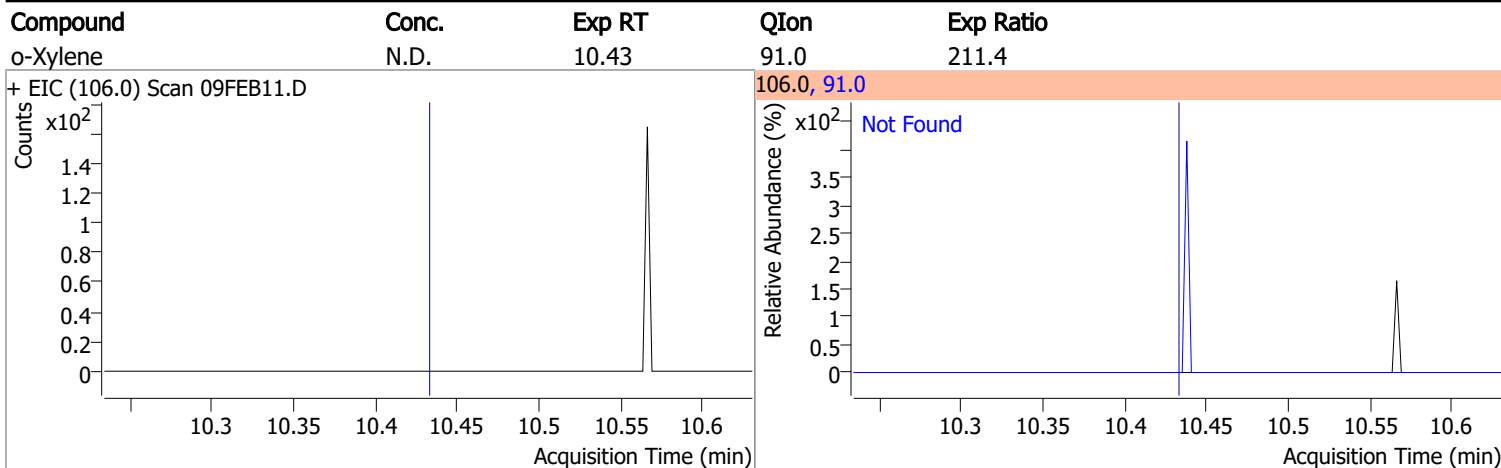 Compound Conc. Exp RT QIon Exp Ratio
o-Xylene N.D. 10.43 91.0 211.4
+ EIC (106.0) Scan 09FEB11.D
Counts
x10²
1.4
1.2
1
0.8
0.6
0.4
0.2
0
10.3 10.35 10.4 10.45 10.5 10.55 10.6
Acquisition Time (min)
106.0, 91.0
Relative Abundance (%)
x10²
Not Found
3.5
3
2.5
2
1.5
1
0.5
0
10.3 10.35 10.4 10.45 10.5 10.55 10.6
Acquisition Time (min)